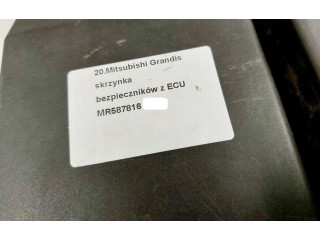 20.Mitsubishi Grandis
skrzynka
bezpieczników z ECU
MR587816